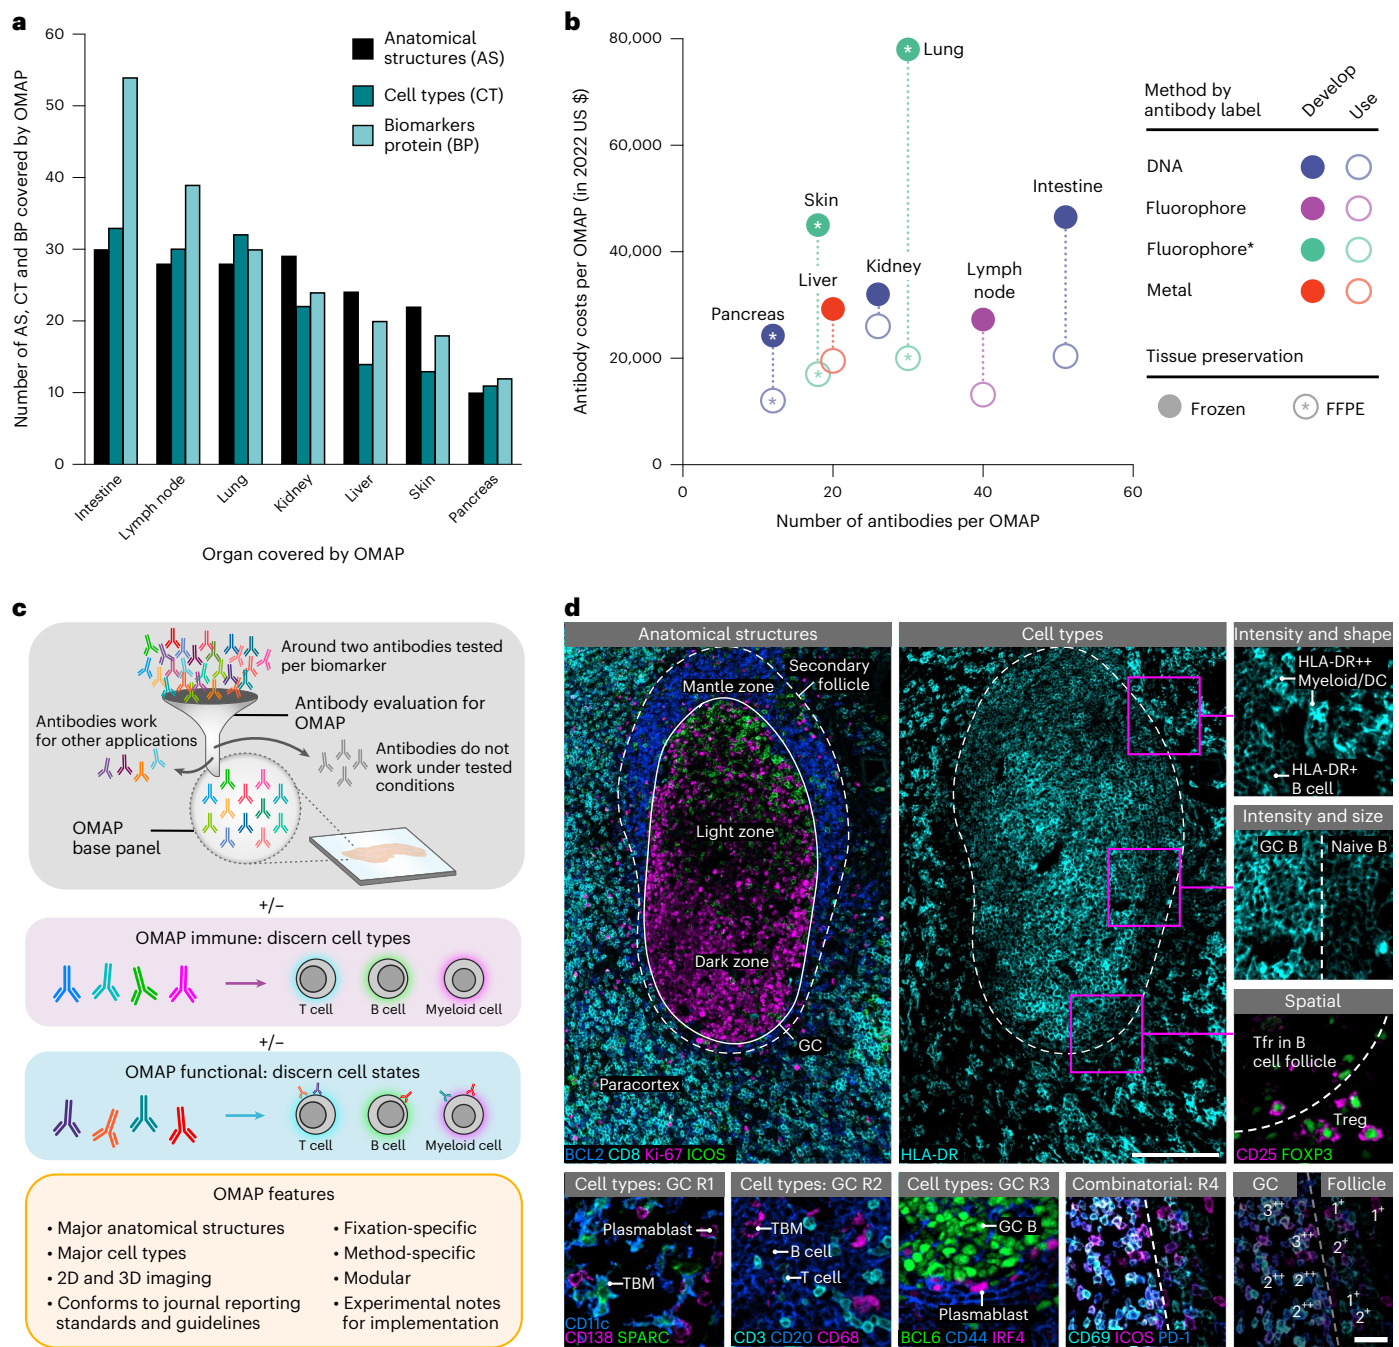 a
Number of AS, CT and BP covered by OMAP
60
50
40
30
20
10
0
Anatomical
structures (AS)
Cell types (CT)
Biomarkers
protein (BP)
Intestine
Lymph node
Lung
Kidney
Liver
Skin
Pancreas
Organ covered by OMAP
b
Antibody costs per OMAP (in 2022 US $)
80,000
60,000
40,000
20,000
0
0
20
40
60
Number of antibodies per OMAP
Lung
Skin
Intestine
Kidney
Liver
Lymph
node
Pancreas
*
*
*
*
*
*
Method by
antibody label
Develop
Use
DNA
Fluorophore
Fluorophore*
Metal
Tissue preservation
Frozen
* FFPE
c
Around two antibodies tested
per biomarker
Antibody evaluation for
OMAP
Antibodies work
for other applications
Antibodies do not
work under tested
conditions
OMAP
base panel
+/–
OMAP immune: discern cell types
T cell
B cell
Myeloid cell
+/–
OMAP functional: discern cell states
T cell
B cell
Myeloid cell
OMAP features
• Major anatomical structures
• Major cell types
• 2D and 3D imaging
• Conforms to journal reporting
standards and guidelines
• Fixation-specific
• Method-specific
• Modular
• Experimental notes
for implementation
d
Anatomical structures
Secondary
follicle
Mantle zone
Light zone
Dark zone
GC
Paracortex
BCL2 CD8 Ki-67 ICOS
Cell types
HLA-DR
Intensity and shape
HLA-DR++
Myeloid/DC
HLA-DR+
B cell
Intensity and size
GC B
Naive B
Spatial
Tfr in B
cell follicle
Treg
CD25 FOXP3
Cell types: GC R1
Plasmablast
TBM
CD11c
CD138 SPARC
Cell types: GC R2
TBM
B cell
T cell
CD3 CD20 CD68
Cell types: GC R3
GC B
Plasmablast
BCL6 CD44 IRF4
Combinatorial: R4
CD69 ICOS PD-1
GC
Follicle
3++
1+
1+
3++
2+
2++
2++
1+
2++
2+